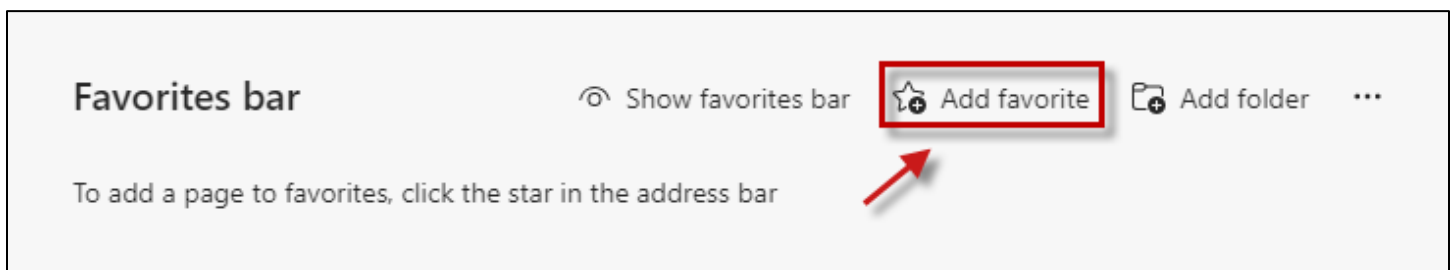 Favorites bar Show favorites bar Add favorite Add folder ...
To add a page to favorites, click the star in the address bar